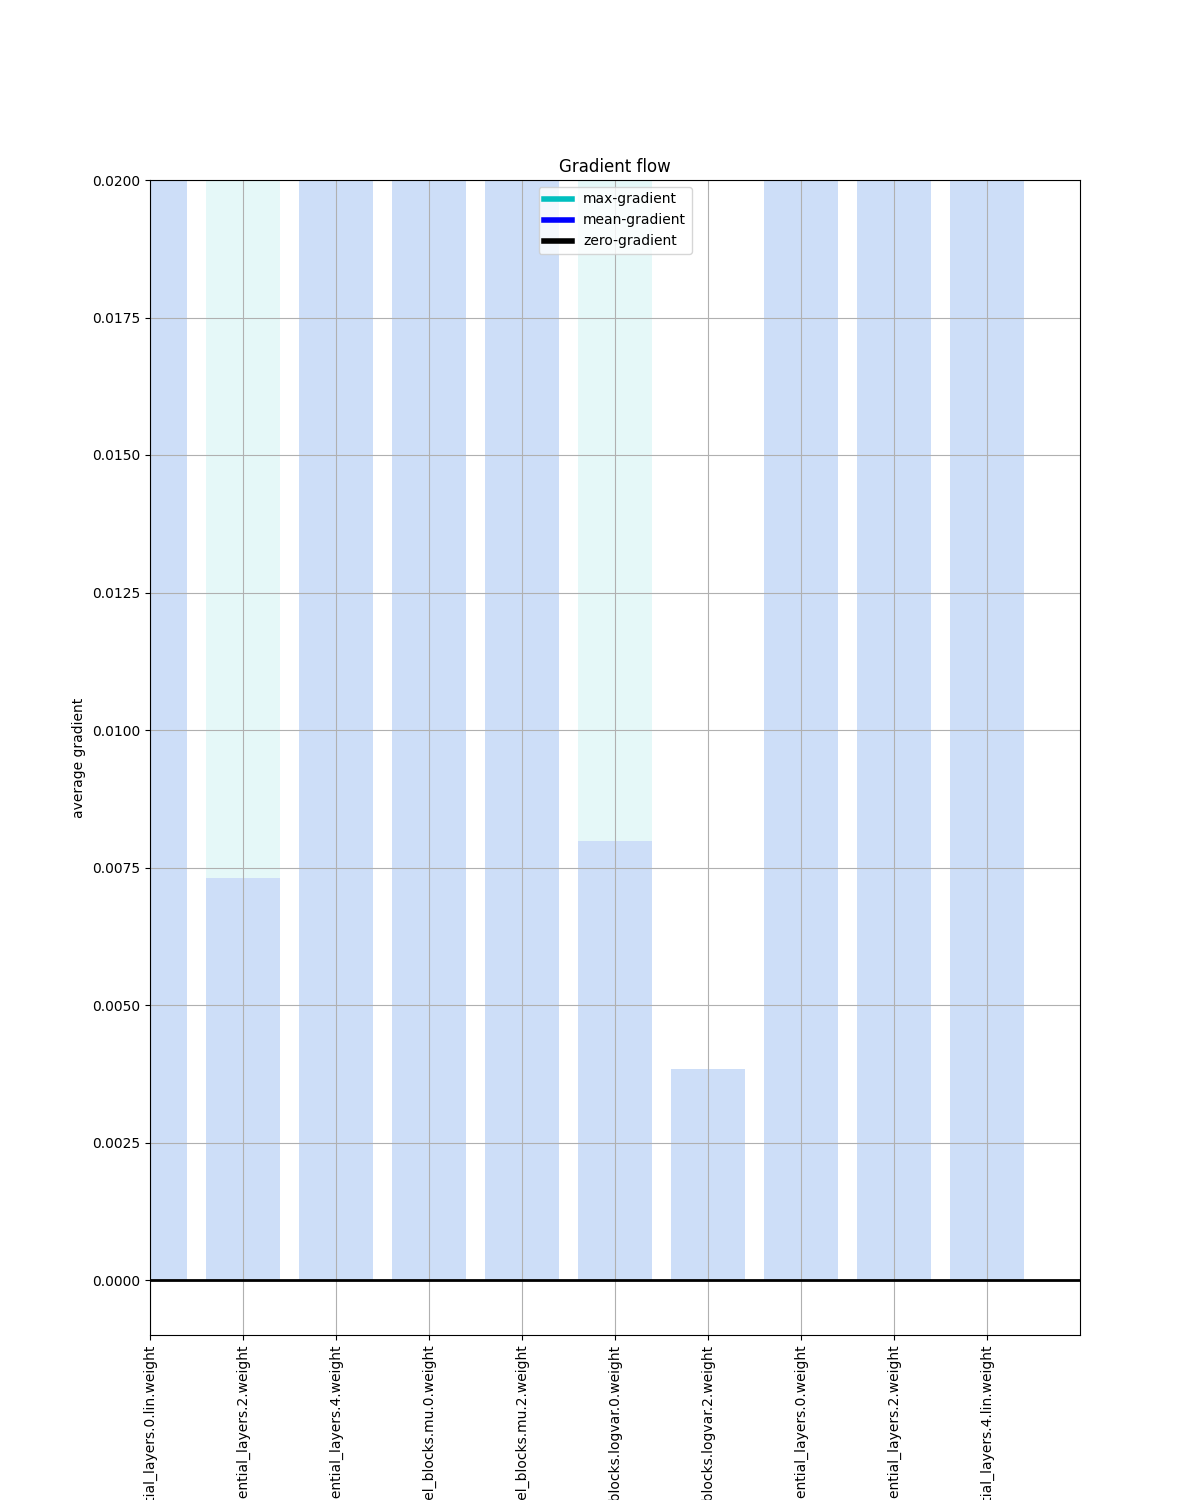 Gradient flow
max-gradient
mean-gradient
zero-gradient
0.0200
0.0175
0.0150
0.0125
0.0100
0.0075
0.0050
0.0025
0.0000
average gradient
tial_layers.0.lin.weight
ential_layers.2.weight
ential_layers.4.weight
el_blocks.mu.0.weight
el_blocks.mu.2.weight
blocks.logvar.0.weight
blocks.logvar.2.weight
ential_layers.0.weight
ential_layers.2.weight
tial_layers.4.lin.weight